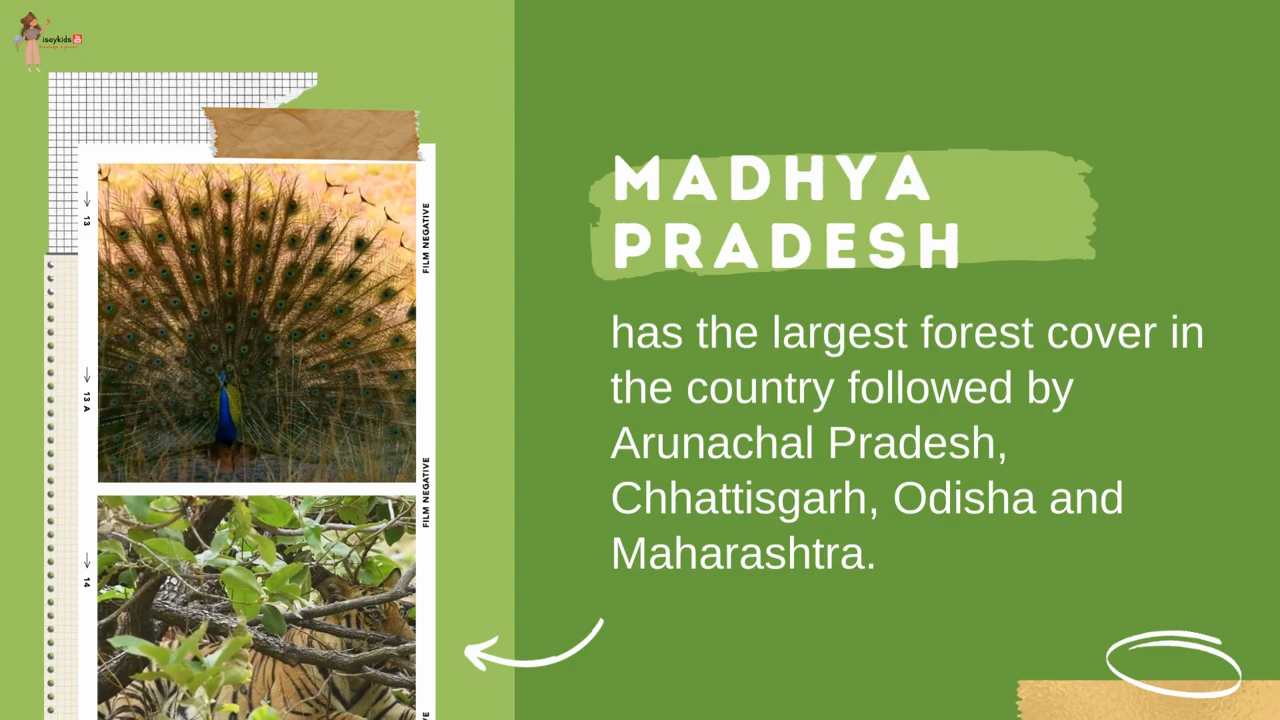 isaykids
MADHYA
PRADESH
has the largest forest cover in
the country followed by
Arunachal Pradesh,
Chhattisgarh, Odisha and
Maharashtra.
13
FILM NEGATIVE
13 A
FILM NEGATIVE
14